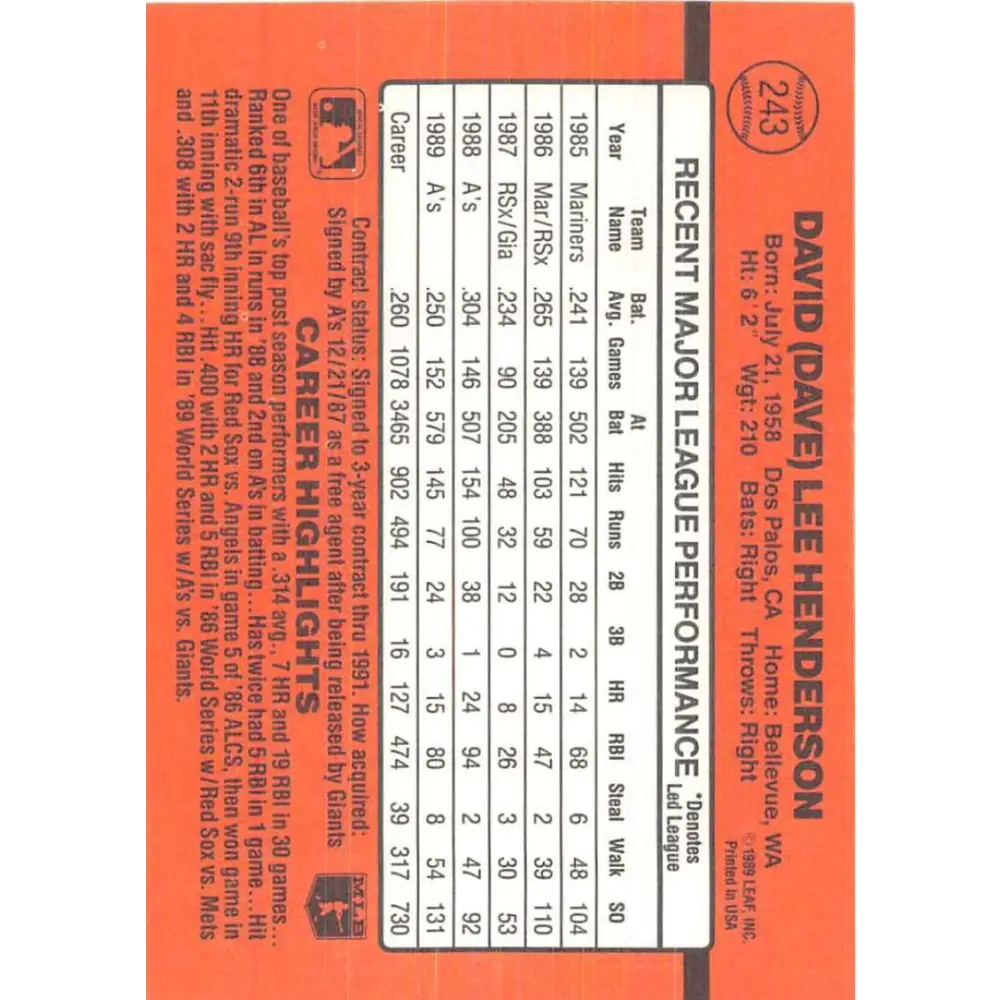 243
DAVID (DAVE) LEE HENDERSON
Born: July 21, 1958 Dos Palos, CA Home: Bellevue, WA
Ht: 6' 2" Wgt: 210 Bats: Right Throws: Right
© 1989 LEAF, INC.
Printed in USA
RECENT MAJOR LEAGUE PERFORMANCE
*Denotes
Led League
Year Team Name Bat. Avg. Games At Bat Hits Runs 2B 3B HR RBI Steal Walk SO
1985 Mariners .241 139 502 121 70 28 2 14 68 6 48 104
1986 Mar/RSx .265 139 388 103 59 22 4 15 47 2 39 110
1987 RSx/Gia .234 90 205 48 32 12 0 8 26 3 30 53
1988 A's .304 146 507 154 100 38 1 24 94 2 47 92
1989 A's .250 152 579 145 77 24 3 15 80 8 54 131
Career .260 1078 3465 902 494 191 16 127 474 39 317 730
Contract status: Signed to 3-year contract thru 1991. How acquired:
Signed by A's 12/21/87 as a free agent after being released by Giants
MLB
CAREER HIGHLIGHTS
One of baseball's top post season performers with a .314 avg., 7 HR and 19 RBI in 30 games...
Ranked 6th in AL in runs in '88 and 2nd on A's in batting...Has twice had 5 RBI in 1 game...Hit
dramatic 2-run 9th inning HR for Red Sox vs. Angels in game 5 of '86 ALCS, then won game in
11th inning with sac fly...Hit .400 with 2 HR and 5 RBI in '86 World Series w/Red Sox vs. Mets
and .308 with 2 HR and 4 RBI in '89 World Series w/A's vs. Giants.